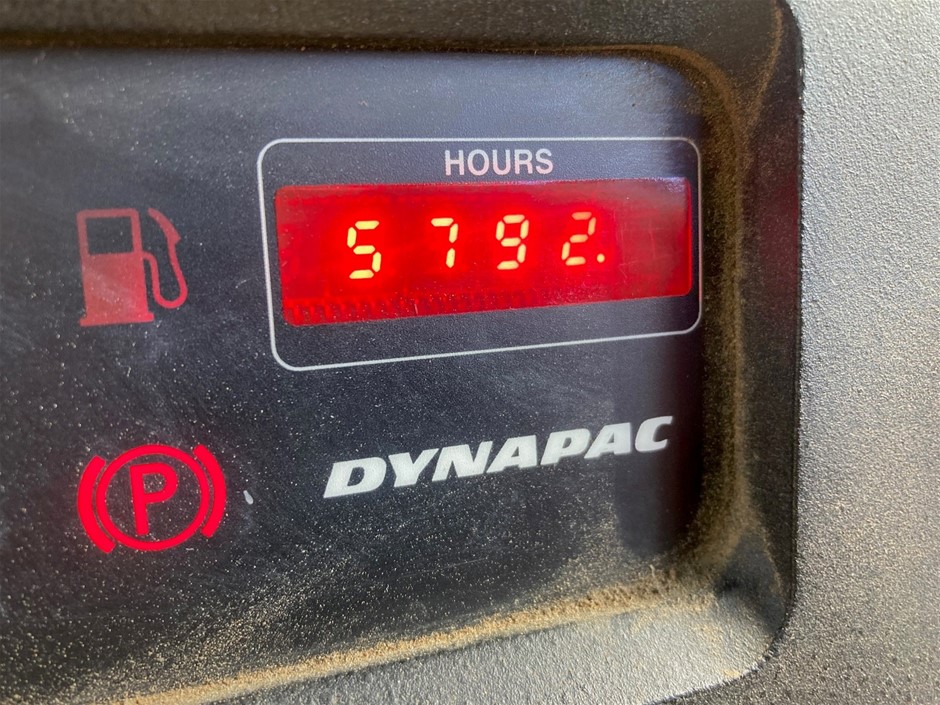 HOURS
5792.
DYNAPAC
P